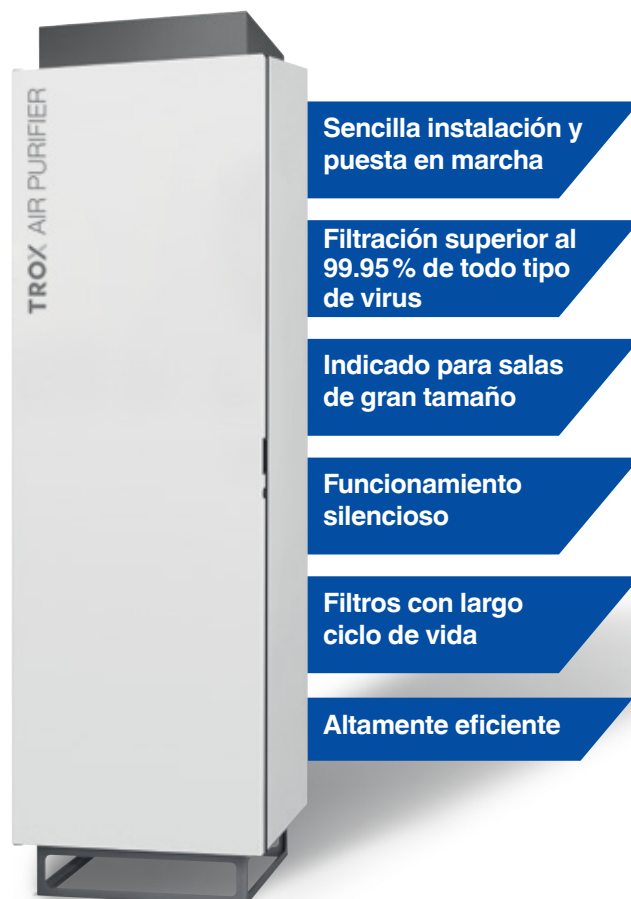 TROX AIR PURIFIER
Sencilla instalación y
puesta en marcha
Filtración superior al
99.95 % de todo tipo
de virus
Indicado para salas
de gran tamaño
Funcionamiento
silencioso
Filtros con largo
ciclo de vida
Altamente eficiente